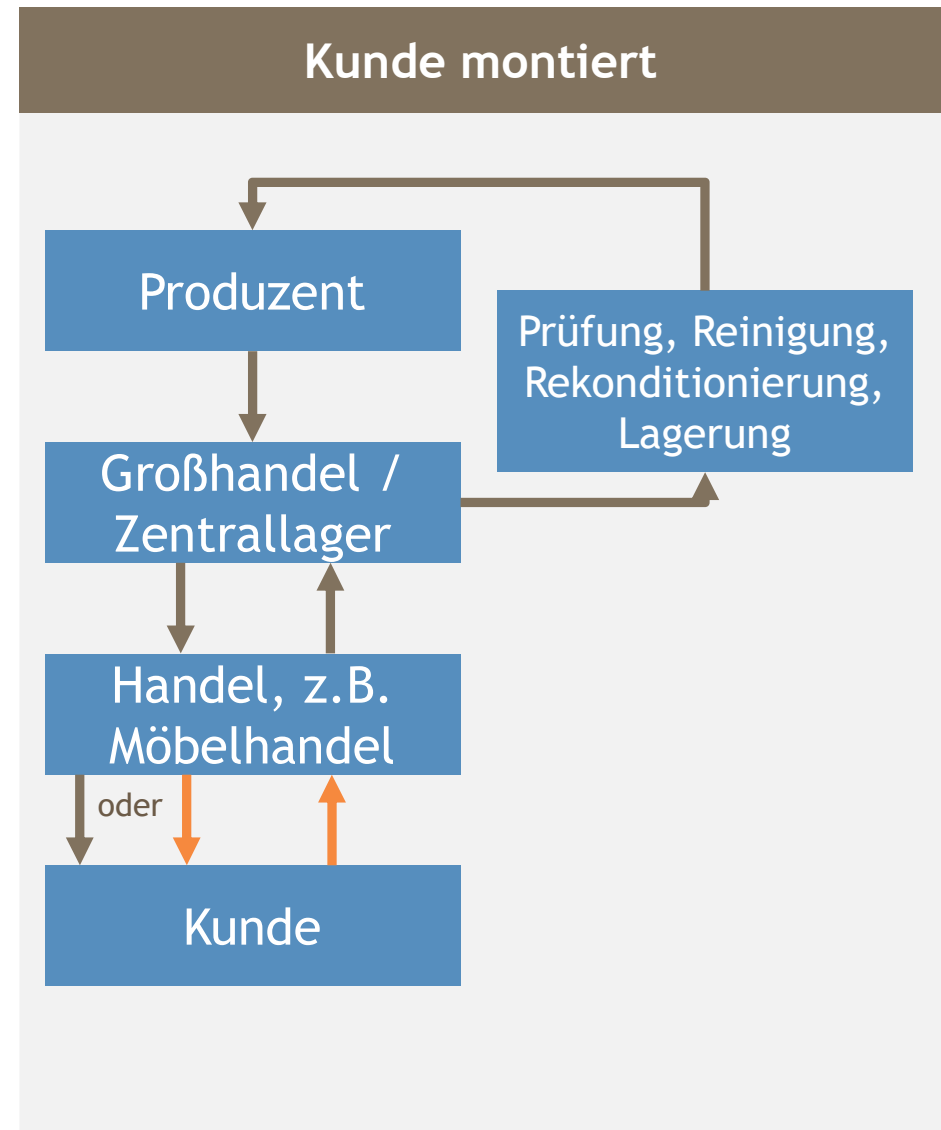 Kunde montiert
Produzent
Prüfung, Reinigung,
Rekonditionierung,
Lagerung
Großhandel /
Zentrallager
Handel, z.B.
Möbelhandel
oder
Kunde